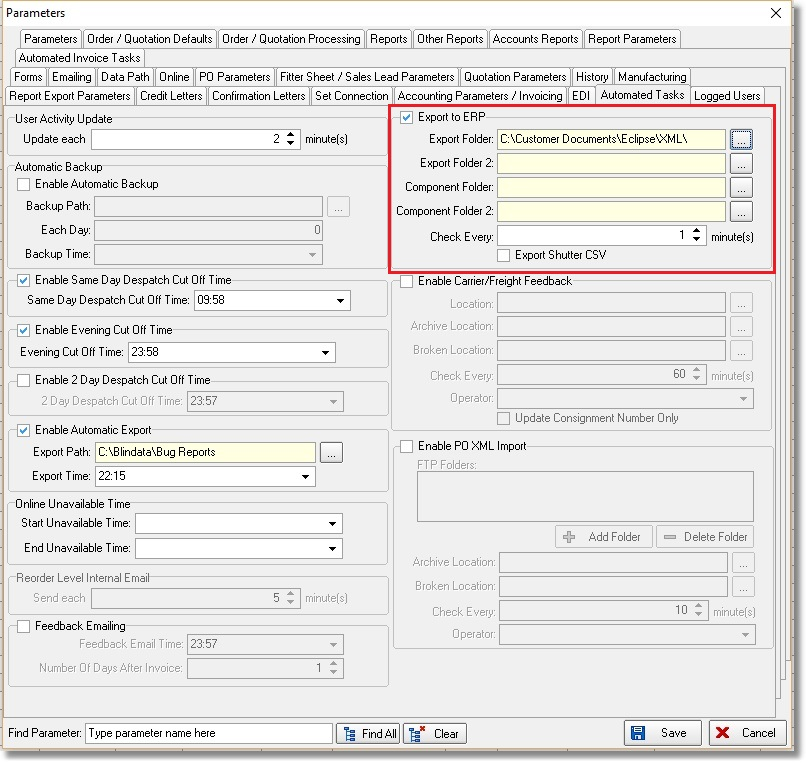 Parameters
Parameters Order / Quotation Defaults Order / Quotation Processing Reports Other Reports Accounts Reports Report Parameters
Automated Invoice Tasks
Forms Emailing Data Path Online PO Parameters Fitter Sheet / Sales Lead Parameters Quotation Parameters History Manufacturing
Report Export Parameters Credit Letters Confirmation Letters Set Connection Accounting Parameters / Invoicing EDI Automated Tasks Logged Users
User Activity Update
Update each 2 minute(s)
Automatic Backup
Enable Automatic Backup
Backup Path: ...
Each Day: 0
Backup Time:
Enable Same Day Despatch Cut Off Time
Same Day Despatch Cut Off Time: 09:58
Enable Evening Cut Off Time
Evening Cut Off Time: 23:58
Enable 2 Day Despatch Cut Off Time
2 Day Despatch Cut Off Time: 23:57
Enable Automatic Export
Export Path: C:\Blindata\Bug Reports ...
Export Time: 22:15
Online Unavailable Time
Start Unavailable Time:
End Unavailable Time:
Reorder Level Internal Email
Send each 5 minute(s)
Feedback Emailing
Feedback Email Time: 23:57
Number Of Days After Invoice: 1
Export to ERP
Export Folder: C:\Customer Documents\Eclipse\XML\ ...
Export Folder 2: ...
Component Folder: ...
Component Folder 2: ...
Check Every: 1 minute(s)
Export Shutter CSV
Enable Carrier/Freight Feedback
Location: ...
Archive Location: ...
Broken Location: ...
Check Every: 60 minute(s)
Operator:
Update Consignment Number Only
Enable PO XML Import
FTP Folders:
Add Folder Delete Folder
Archive Location: ...
Broken Location: ...
Check Every: 10 minute(s)
Operator:
Find Parameter: Type parameter name here Find All Clear Save Cancel